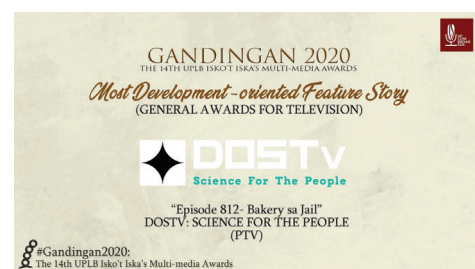 GANDINGAN 2020
THE 14TH UPLB ISKO'T ISKA'S MULTI-MEDIA AWARDS
Most Development-oriented Feature Story
(GENERAL AWARDS FOR TELEVISION)
DOSTv
Science For The People
"Episode 812- Bakery sa Jail"
DOSTV: SCIENCE FOR THE PEOPLE
(PTV)
#Gandingan2020:
The 14th UPLB Isko't Iska's Multi-media Awards